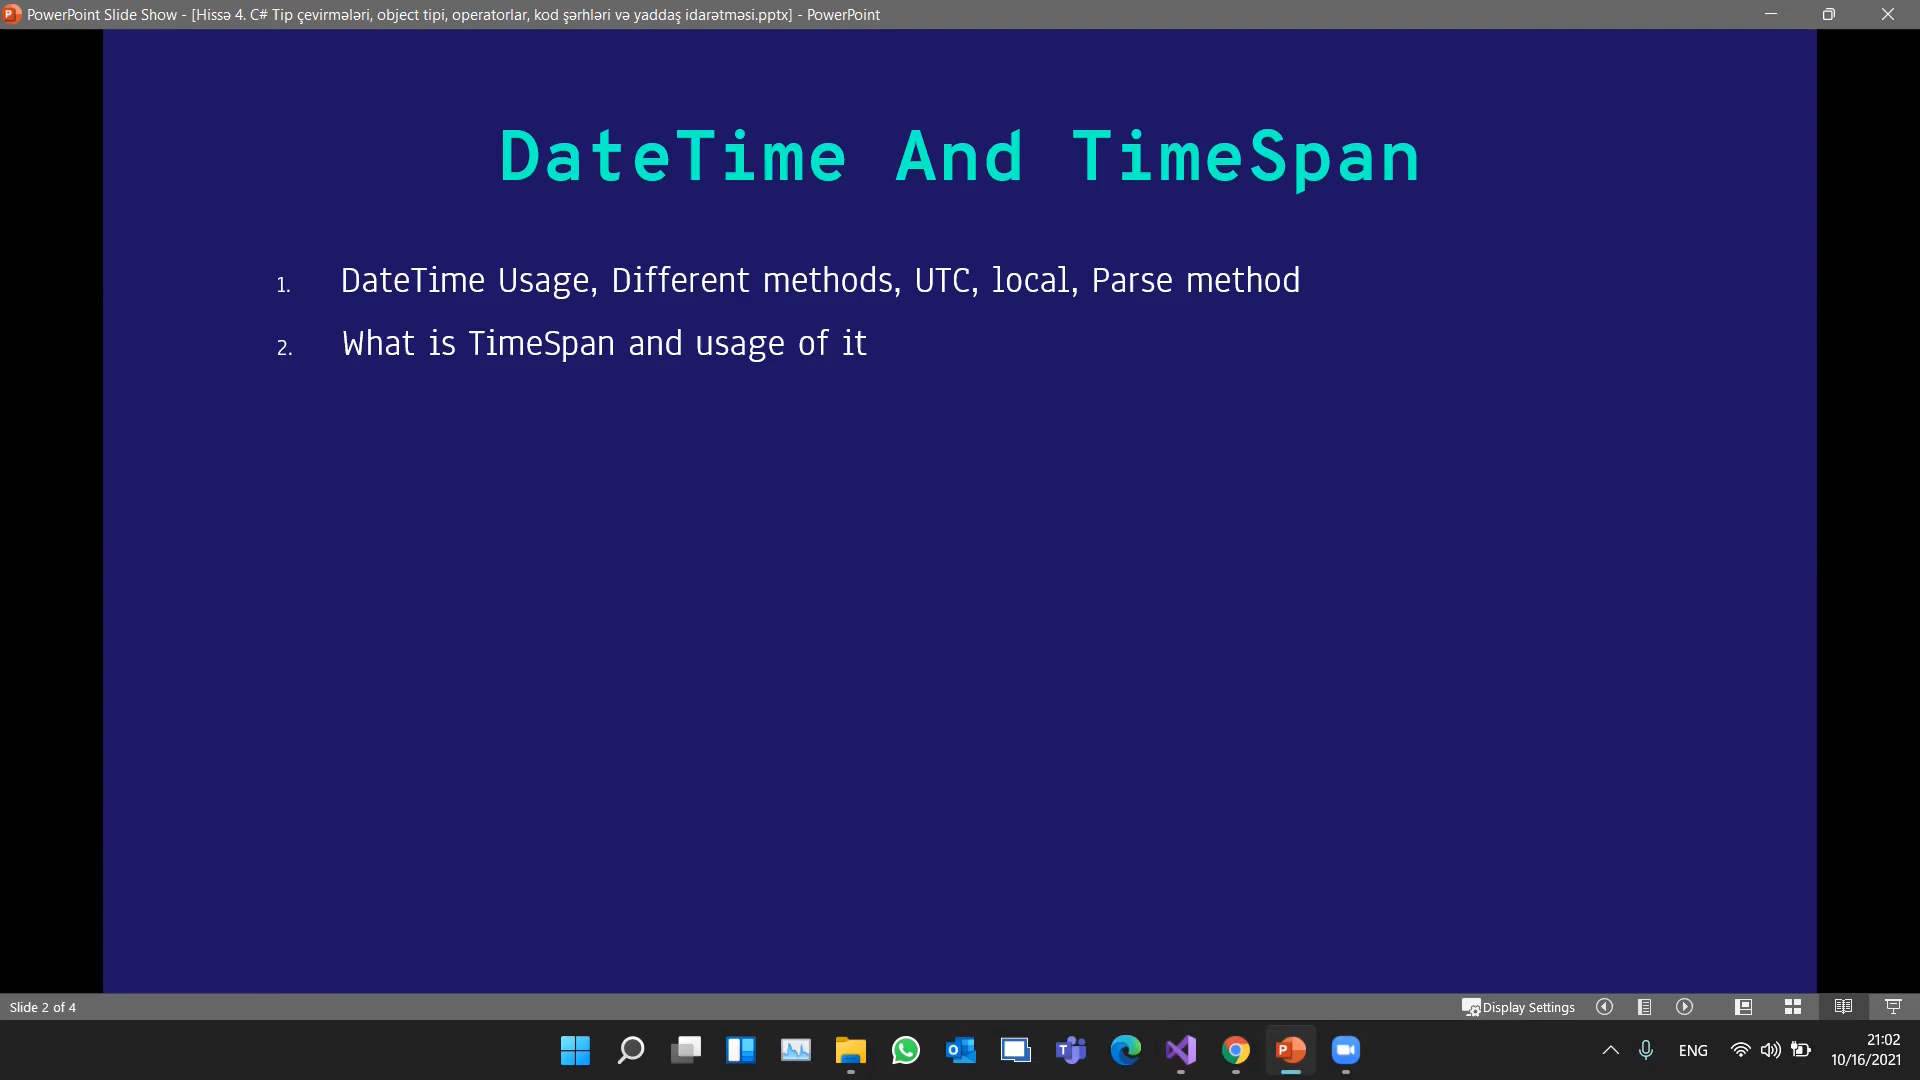 PowerPoint Slide Show - [Hissə 4. C# Tip çevirmələri, object tipi, operatorlar, kod şərhləri və yaddaş idarətməsi.pptx] - PowerPoint
DateTime And TimeSpan
1. DateTime Usage, Different methods, UTC, local, Parse method
2. What is TimeSpan and usage of it
Slide 2 of 4
Display Settings
ENG
21:02
10/16/2021